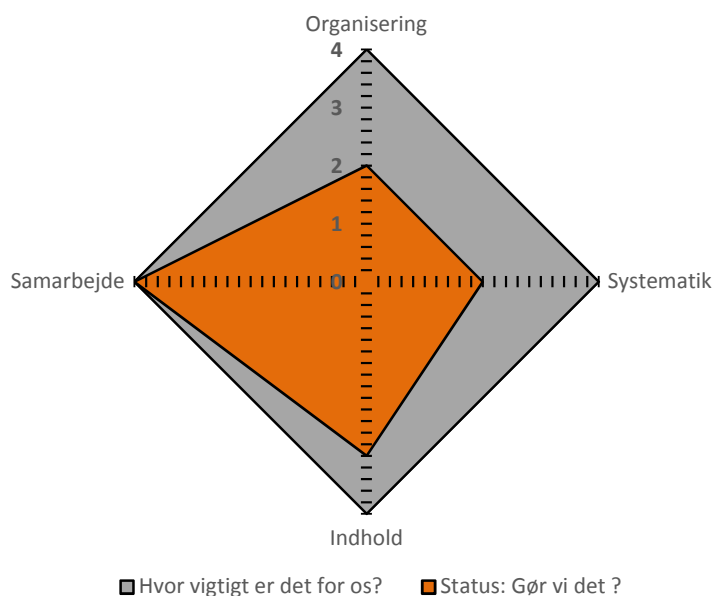 Organisering
4
3
2
1
Samarbejde 0 Systematik
Indhold
Hvor vigtigt er det for os? Status: Gør vi det ?